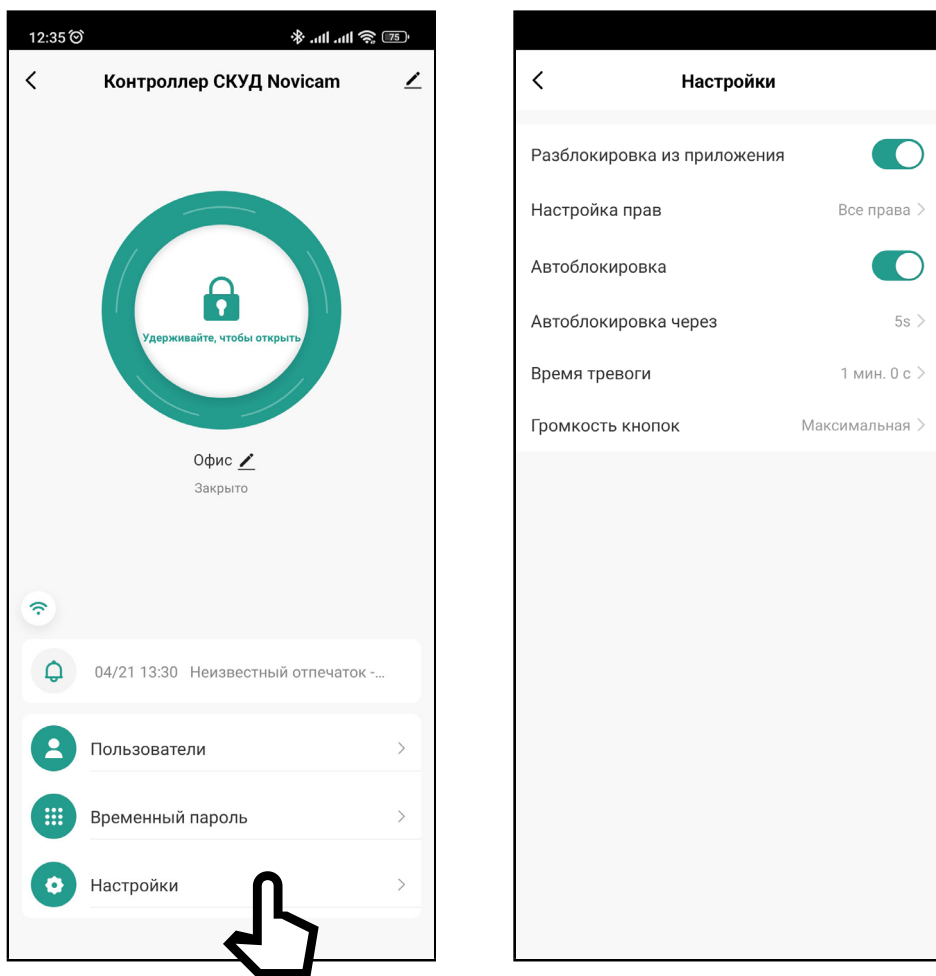 12:35
75
Контроллер СКУД Novicam
Удерживайте, чтобы открыть
Офис
Закрыто
04/21 13:30 Неизвестный отпечаток -...
Пользователи
Временный пароль
Настройки
Настройки
Разблокировка из приложения
Настройка прав Все права
Автоблокировка
Автоблокировка через 5s
Время тревоги 1 мин. 0 с
Громкость кнопок Максимальная